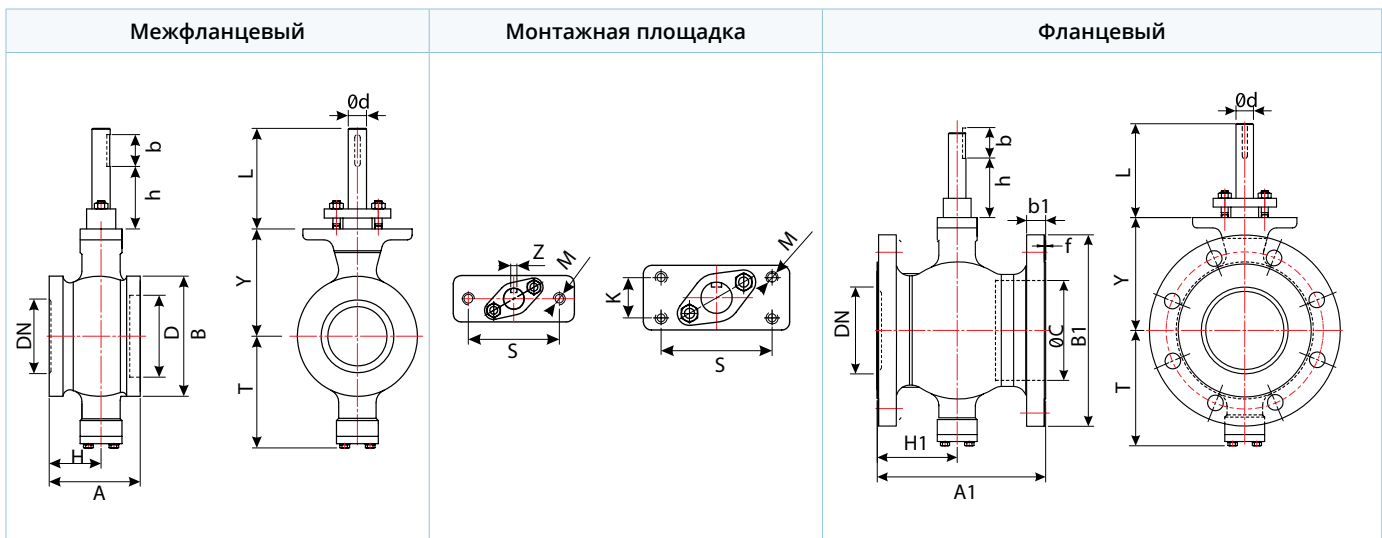 Межфланцевый
Монтажная площадка
Фланцевый
Ød
b
h
L
Y
T
DN
D
B
H
A
Z
M
S
K
M
S
Ød
b
h
L
b1
f
DN
ØC
B1
Y
T
H1
A1